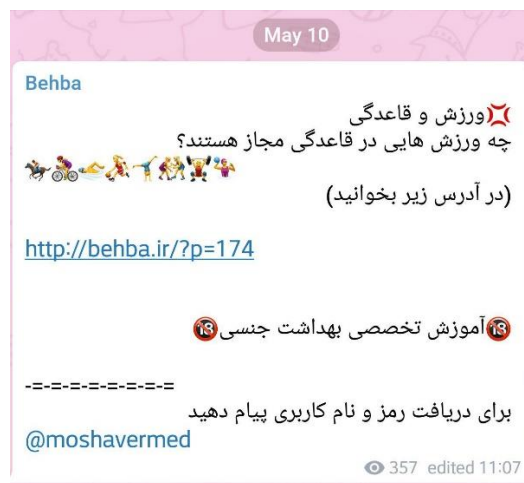 May 10
Behba
💢ورزش و قاعدگی
چه ورزش هایی در قاعدگی مجاز هستند؟
🏇🚴🏊⛹🤸🤼🏋🤽
(در آدرس زیر بخوانید)
http://behba.ir/?p=174
🔞آموزش تخصصی بهداشت جنسی🔞
-=-=-=-=-=-=-=-=-=
برای دریافت رمز و نام کاربری پیام دهید
@moshavermed
357 edited 11:07